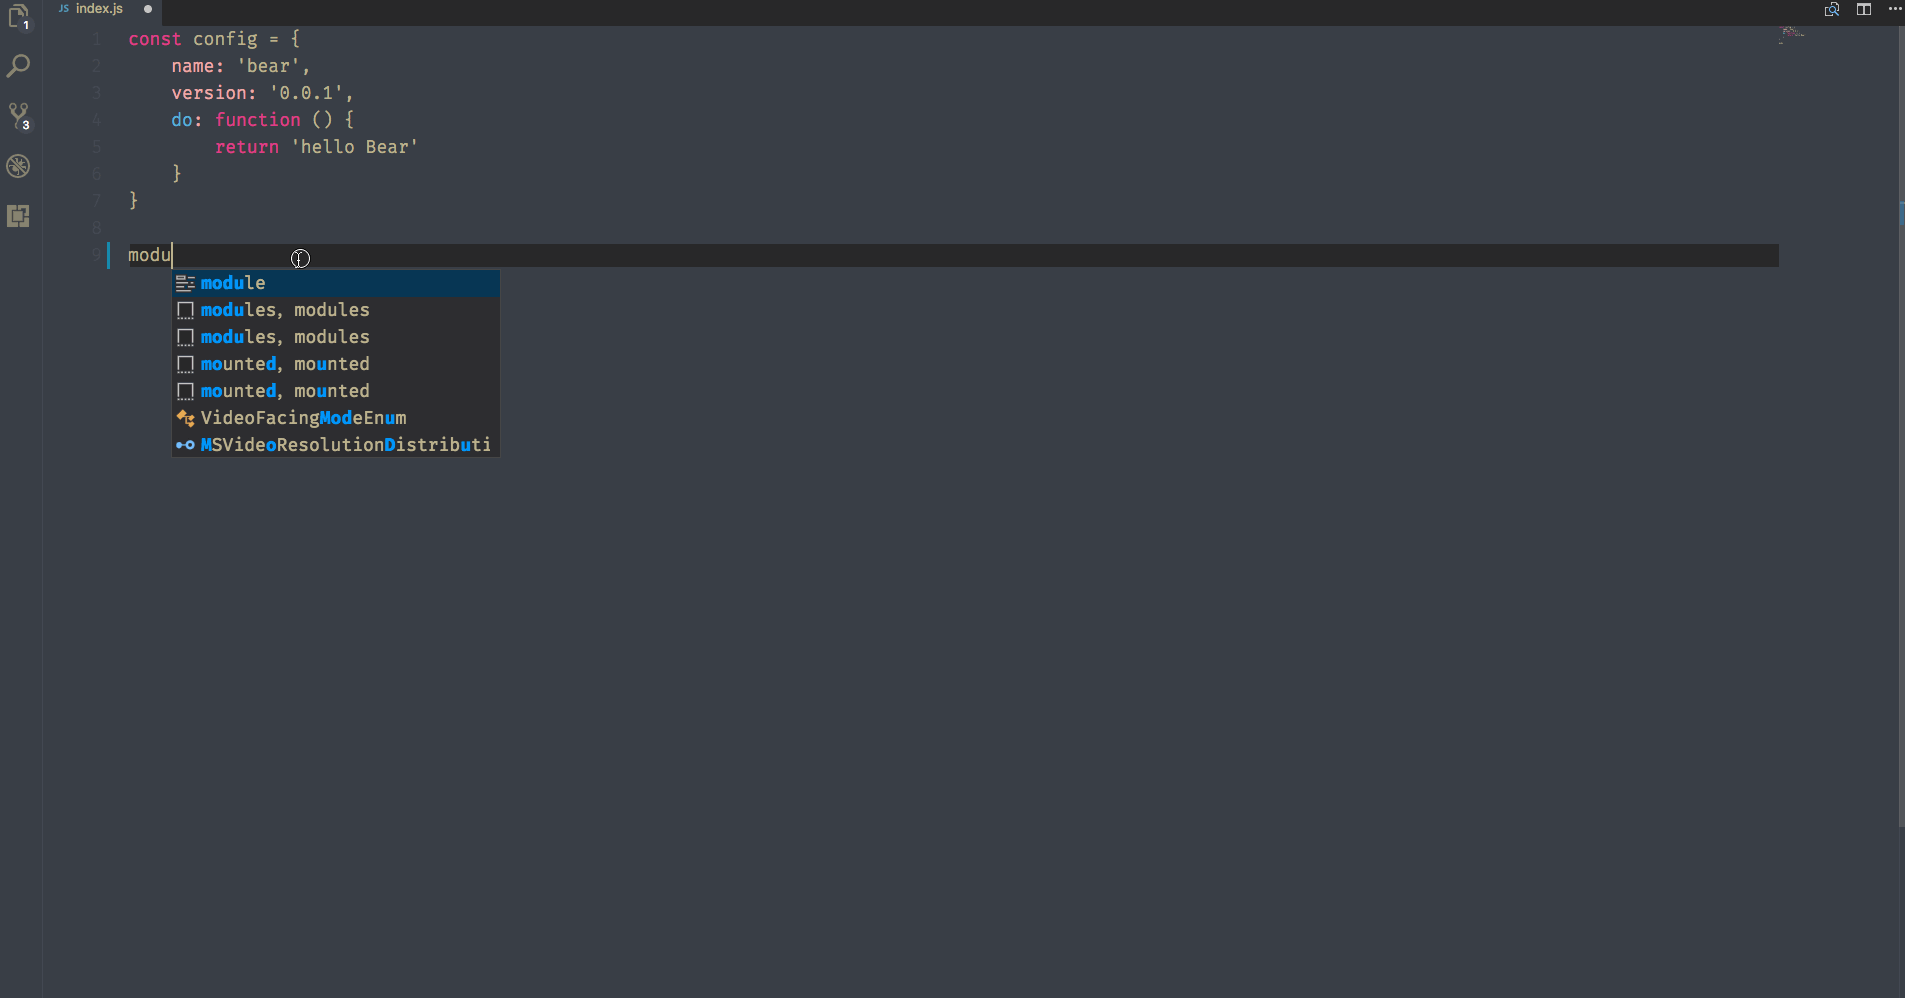 JS index.js
1
1 const config = {
2 name: 'bear',
3 version: '0.0.1',
4 do: function () {
3
5 return 'hello Bear'
6 }
7 }
8
9 modu
module
modules, modules
modules, modules
mounted, mounted
mounted, mounted
VideoFacingModeEnum
MSVideoResolutionDistributi